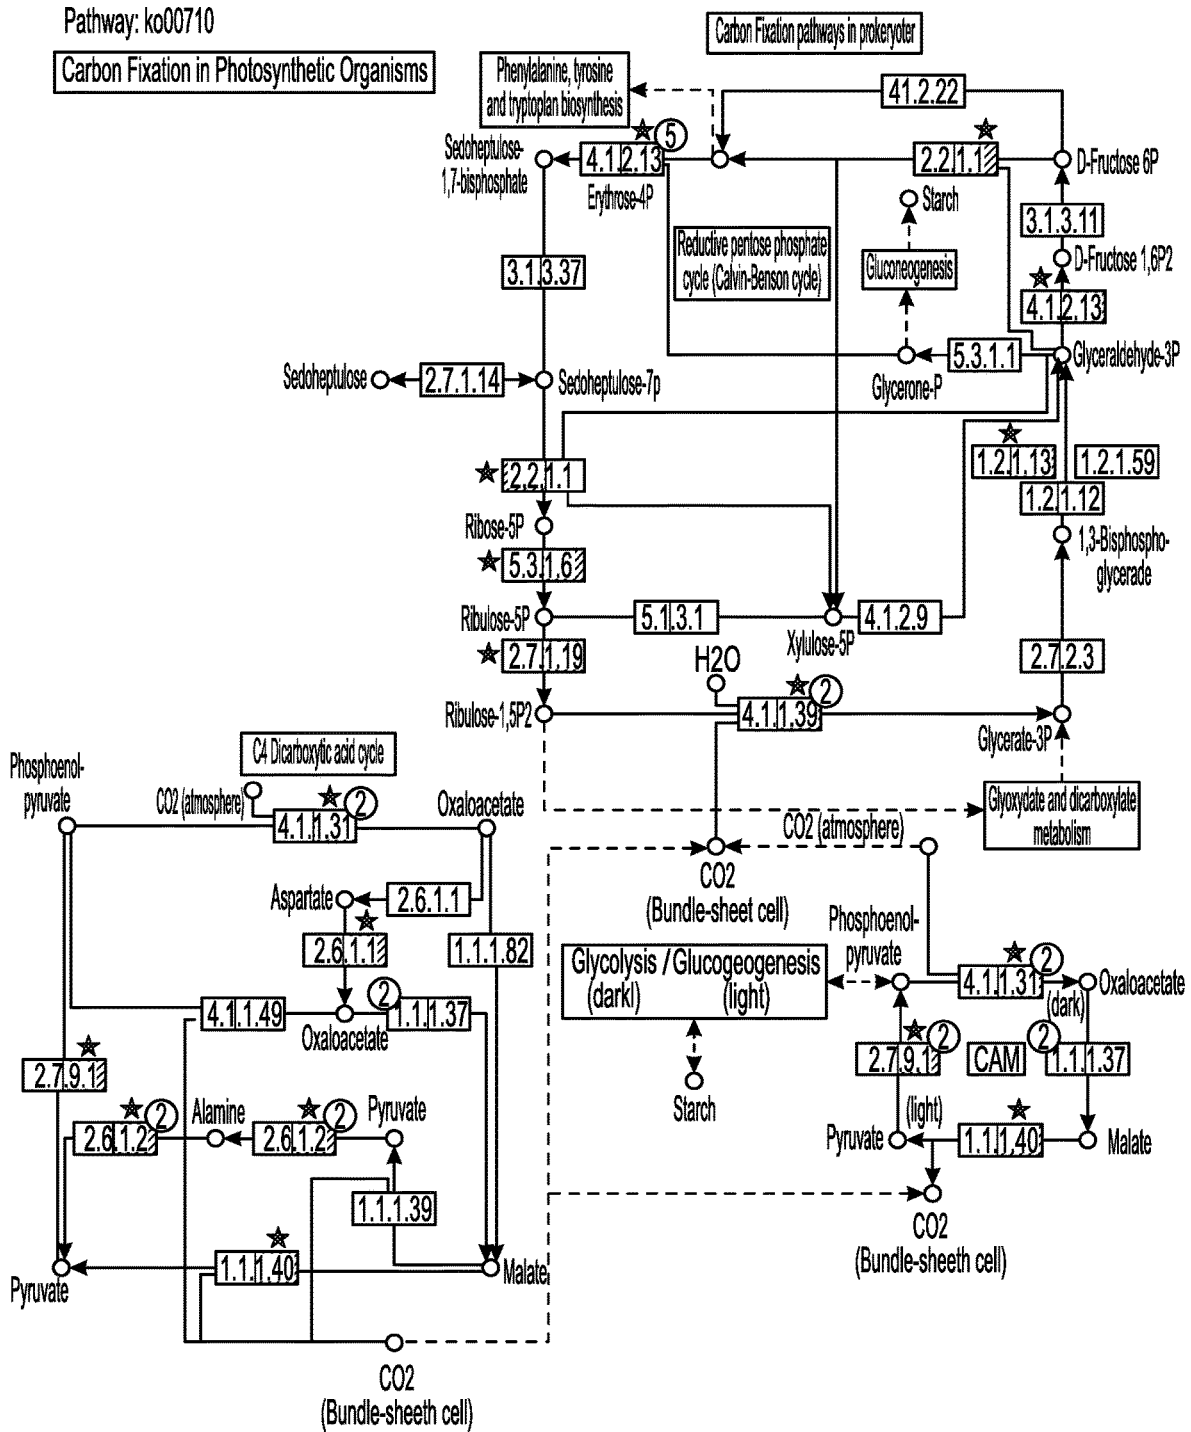 Pathway: ko00710
Carbon Fixation in Photosynthetic Organisms
Carbon Fixation pathways in prokeryoter
Phenylalanine, tyrosine
and tryptoplan biosynthesis
41.2.22
5
Sedoheptulose-
1,7-bisphosphate
4.1.2.13
Erythrose-4P
2.2.1.1
D-Fructose 6P
Starch
3.1.3.11
Reductive pentose phosphate
cycle (Calvin-Benson cycle)
Gluconeogenesis
D-Fructose 1,6P2
3.1.3.37
4.1.2.13
5.3.1.1
Glyceraldehyde-3P
Glycerone-P
Sedoheptulose
2.7.1.14
Sedoheptulose-7p
1.2.1.13
1.2.1.59
2.2.1.1
1.2.1.12
Ribose-5P
1,3-Bisphospho-
glycerade
5.3.1.6
Ribulose-5P
5.1.3.1
4.1.2.9
Xylulose-5P
2.7.1.19
H2O
2.7.2.3
2
Ribulose-1,5P2
4.1.1.39
Glycerate-3P
C4 Dicarboxytic acid cycle
Phosphoenol-
pyruvate
CO2 (atmosphere)
2
Oxaloacetate
4.1.1.31
Glyoxydate and dicarboxylate
metabolism
CO2 (atmosphere)
CO2
(Bundle-sheet cell)
Aspartate
2.6.1.1
2.6.1.1
1.1.1.82
Phosphoenol-
pyruvate
Glycolysis / Glucogeogenesis
(darkl)
(light)
2
4.1.1.31
Oxaloacetate
(dark)
2
4.1.1.49
Oxaloacetate
1.1.1.37
2
2.7.9.1
CAM
2
1.1.1.37
2.7.9.1
Starch
(light)
2
Alamine
2
Pyruvate
2.6.1.2
2.6.1.2
Pyruvate
1.1.1.40
Malate
1.1.1.39
CO2
(Bundle-sheeth cell)
1.1.1.40
Pyruvate
Malate
CO2
(Bundle-sheeth cell)